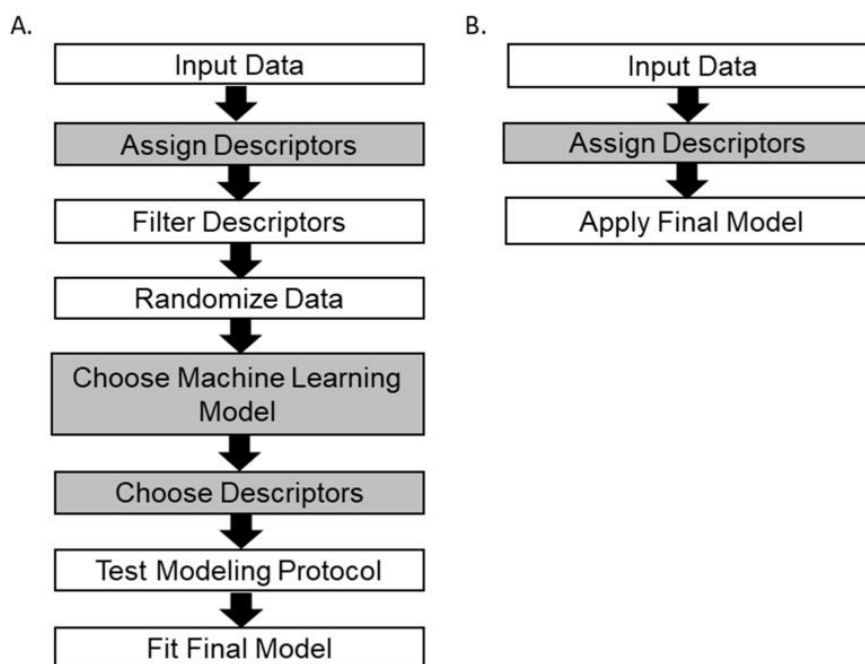 A.
Input Data
Assign Descriptors
Filter Descriptors
Randomize Data
Choose Machine Learning
Model
Choose Descriptors
Test Modeling Protocol
Fit Final Model
B.
Input Data
Assign Descriptors
Apply Final Model